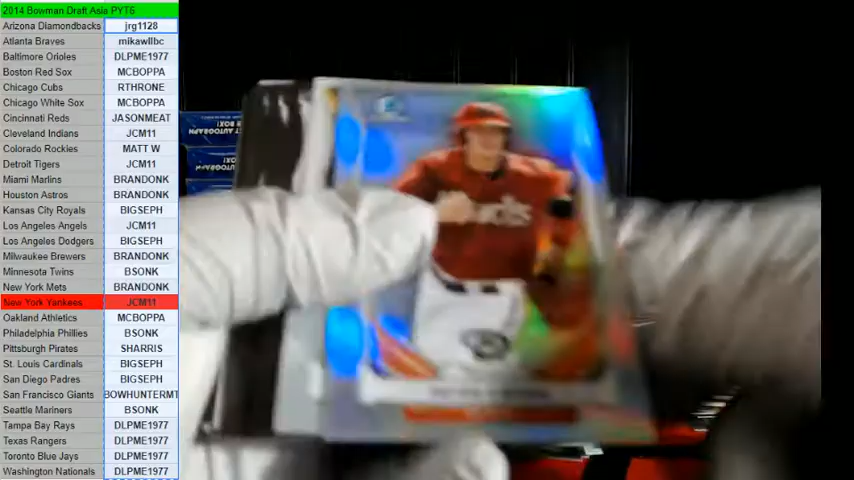 2014 Bowman Draft Asia PYT5
Arizona Diamondbacks jrg1128
Atlanta Braves mikawllbc
Baltimore Orioles DLPME1977
Boston Red Sox MCBOPPA
Chicago Cubs RTHRONE
Chicago White Sox MCBOPPA
Cincinnati Reds JASONMEAT
Cleveland Indians JCM11
Colorado Rockies MATT W
Detroit Tigers JCM11
Miami Marlins BRANDONK
Houston Astros BRANDONK
Kansas City Royals BIGSEPH
Los Angeles Angels JCM11
Los Angeles Dodgers BIGSEPH
Milwaukee Brewers BRANDONK
Minnesota Twins BSONK
New York Mets BRANDONK
New York Yankees JCM11
Oakland Athletics MCBOPPA
Philadelphia Phillies BSONK
Pittsburgh Pirates SHARRIS
St. Louis Cardinals BIGSEPH
San Diego Padres BIGSEPH
San Francisco Giants BOWHUNTERMT
Seattle Mariners BSONK
Tampa Bay Rays DLPME1977
Texas Rangers DLPME1977
Toronto Blue Jays DLPME1977
Washington Nationals DLPME1977
AUTOGRAPH
BOX!
AUTOGRAPH